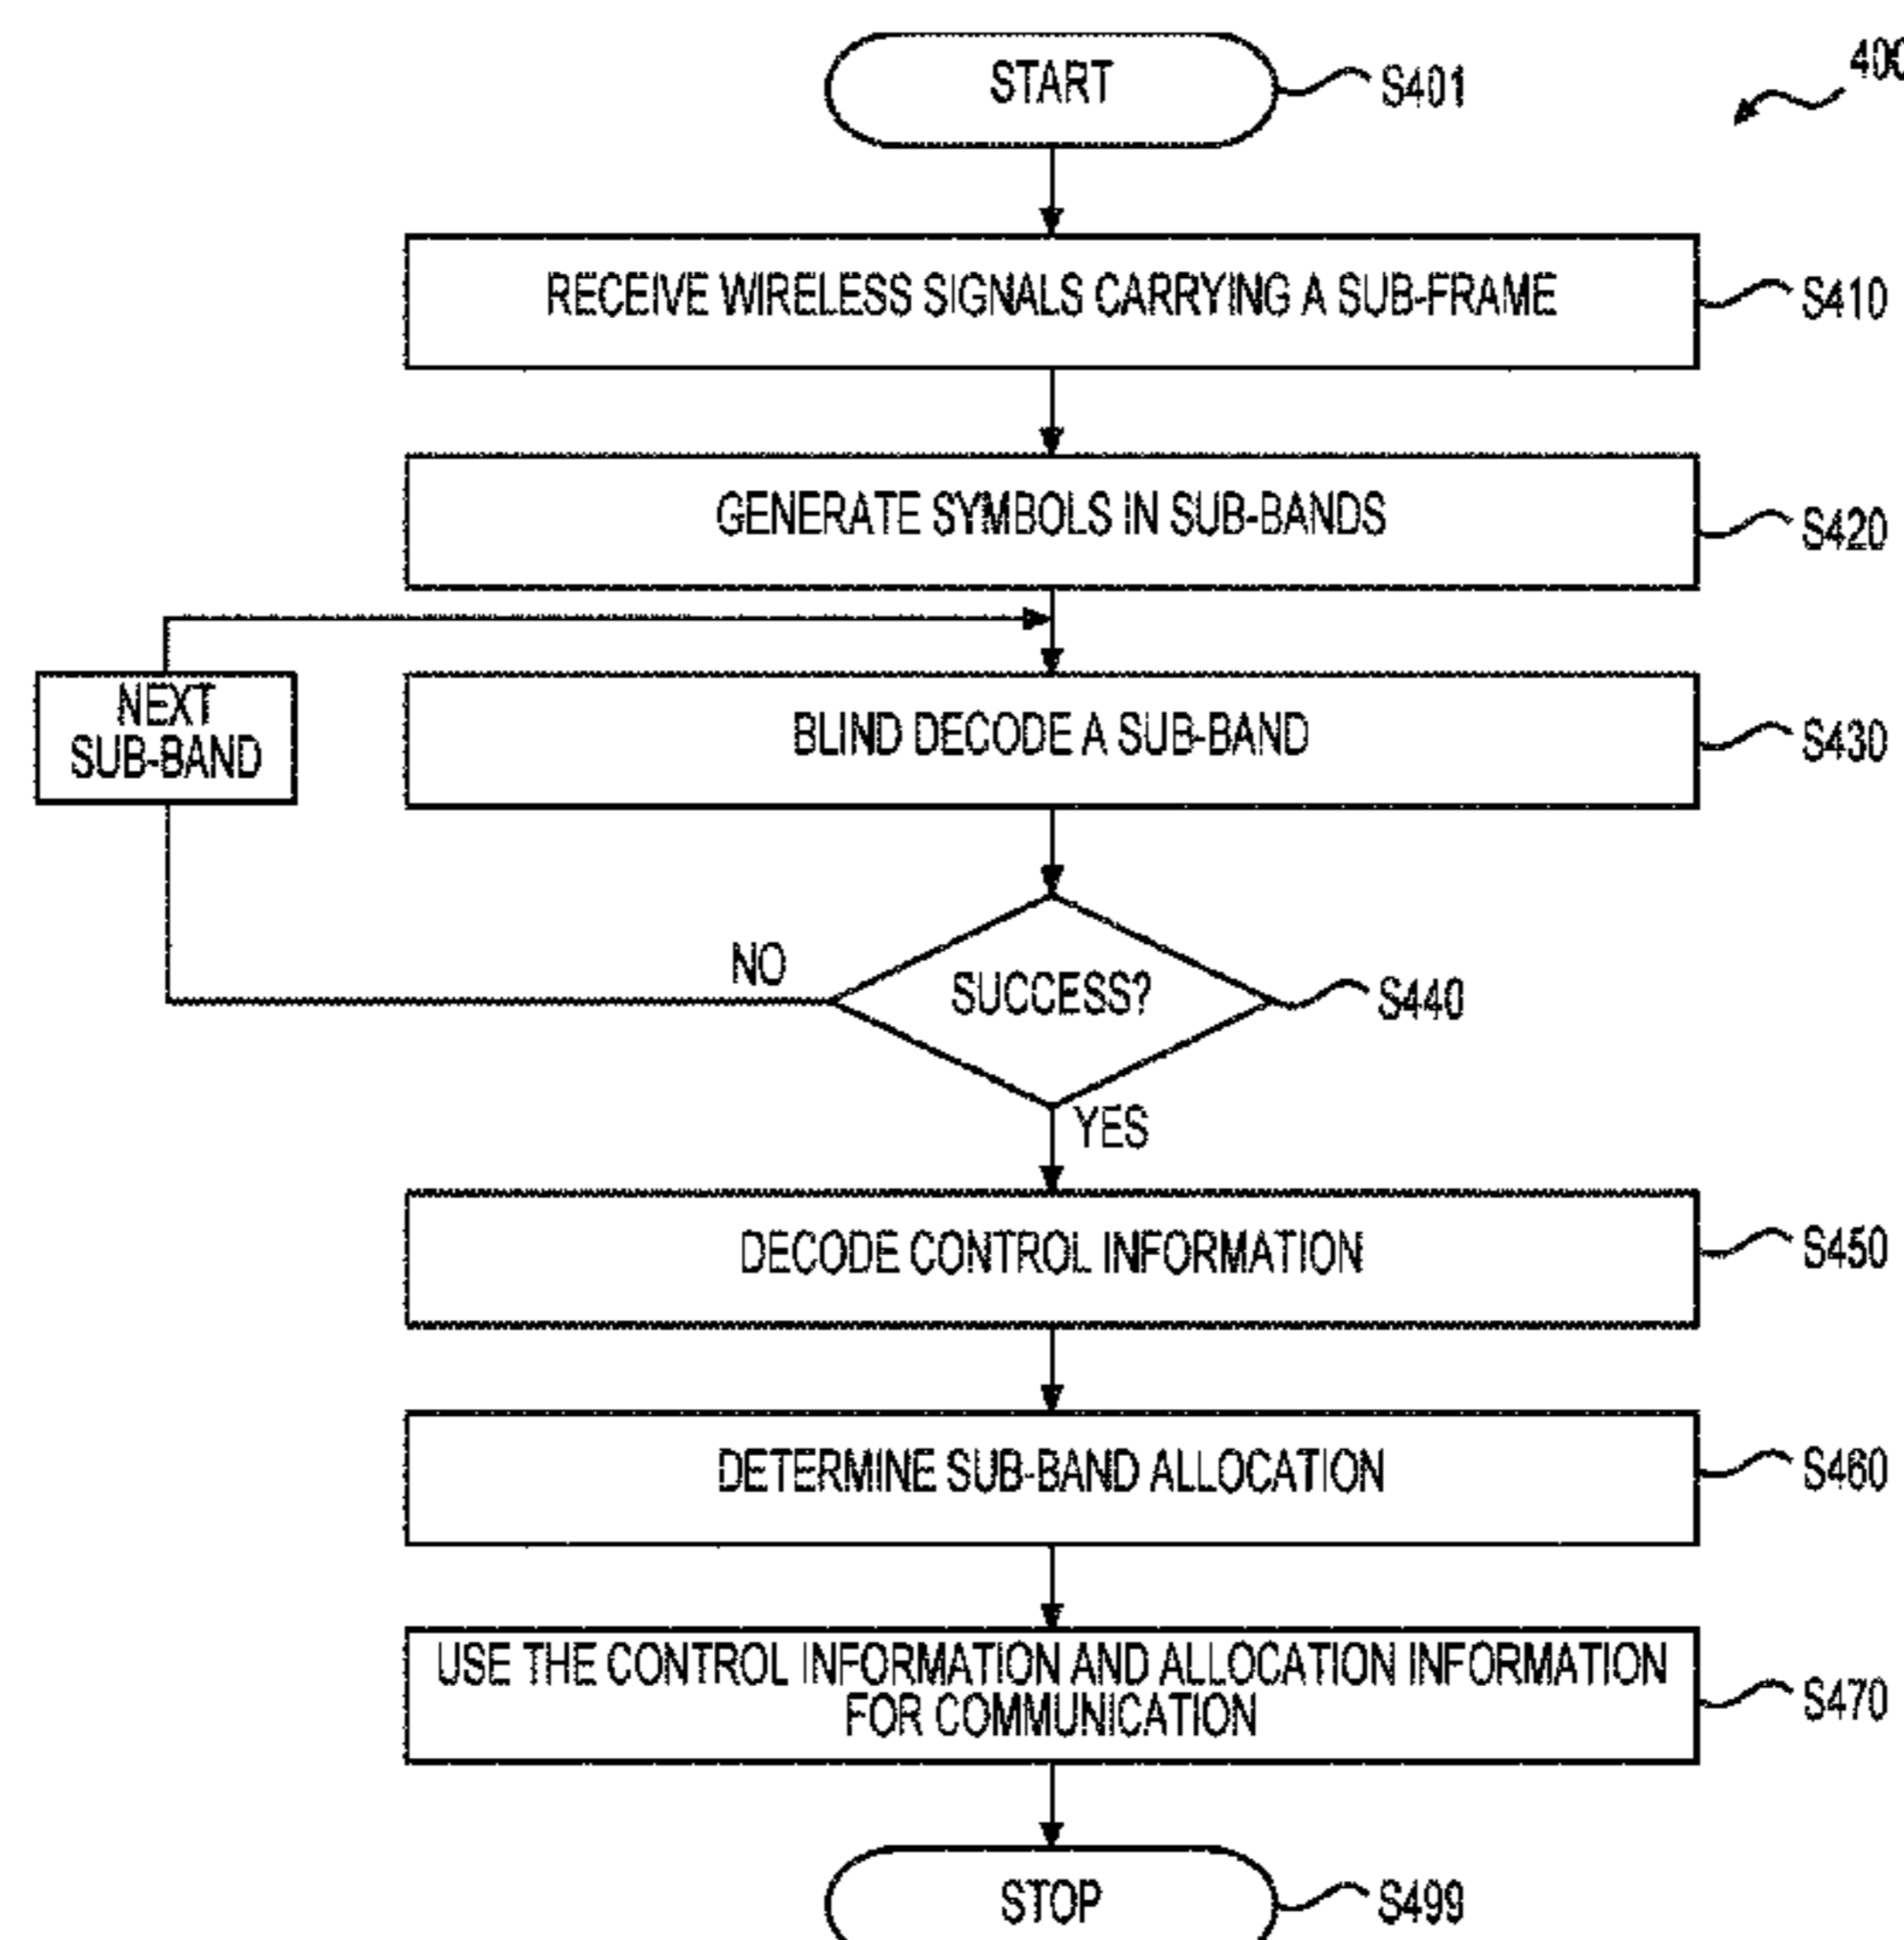 START
S401
400
RECEIVE WIRELESS SIGNALS CARRYING A SUB-FRAME
S410
GENERATE SYMBOLS IN SUB-BANDS
S420
NEXT
SUB-BAND
BLIND DECODE A SUB-BAND
S430
NO
SUCCESS?
S440
YES
DECODE CONTROL INFORMATION
S450
DETERMINE SUB-BAND ALLOCATION
S460
USE THE CONTROL INFORMATION AND ALLOCATION INFORMATION
FOR COMMUNICATION
S470
STOP
S499